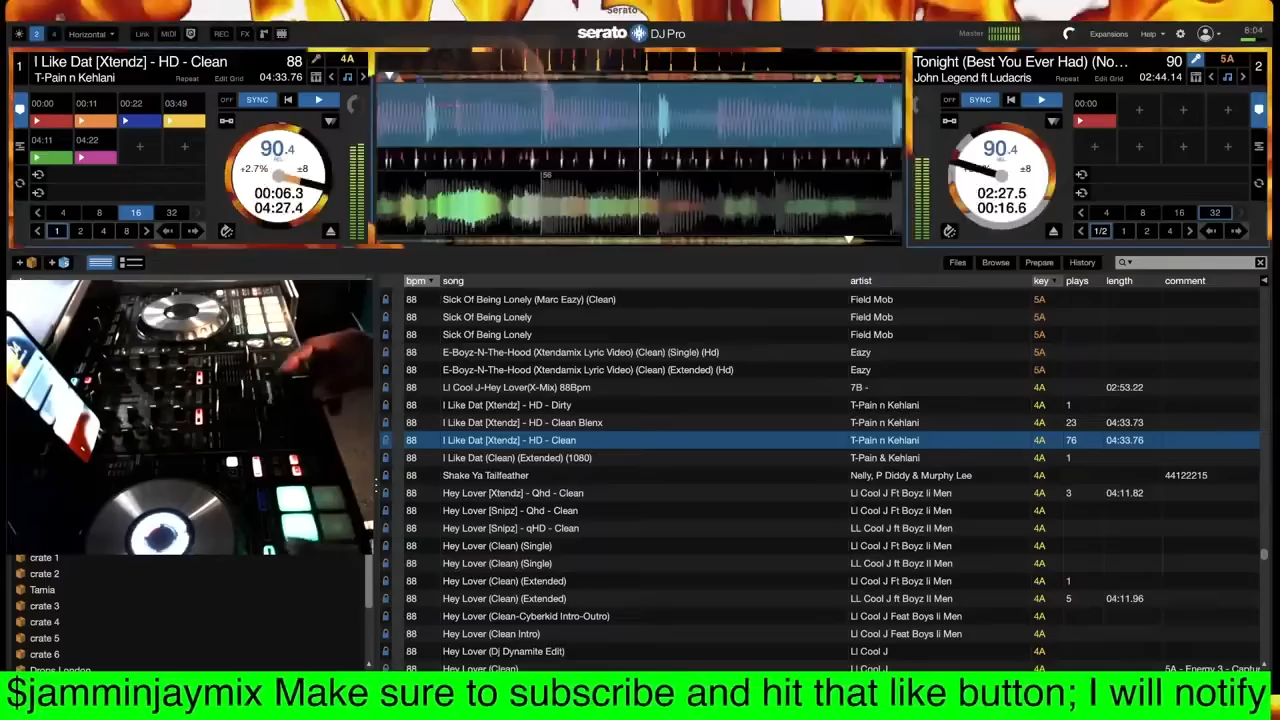 Serato
2 4 Horizontal Link MIDI REC FX serato DJ Pro Master Expansions Help 8:04
1 I Like Dat [Xtendz] - HD - Clean 88 4A
T-Pain n Kehlani Repeat Edit Grid 04:33.76
Tonight (Best You Ever Had) (No… 90 5A 2
John Legend ft Ludacris Repeat Edit Grid 02:44.14
00:00 00:11 00:22 03:49 OFF SYNC
04:11 04:22
90.4
+2.7% ±8
00:06.3
04:27.4
4 8 16 32
1 2 4 8
56
OFF SYNC 00:00
90.4
±8
02:27.5
00:16.6
4 8 16 32
1/2 1 2 4
Files Browse Prepare History
bpm song artist key plays length comment
88 Sick Of Being Lonely (Marc Eazy) (Clean) Field Mob 5A
88 Sick Of Being Lonely Field Mob 5A
88 Sick Of Being Lonely Field Mob 5A
88 E-Boyz-N-The-Hood (Xtendamix Lyric Video) (Clean) (Single) (Hd) Eazy 5A
88 E-Boyz-N-The-Hood (Xtendamix Lyric Video) (Clean) (Extended) (Hd) Eazy 5A
88 Ll Cool J-Hey Lover(X-Mix) 88Bpm 7B - 4A 02:53.22
88 I Like Dat [Xtendz] - HD - Dirty T-Pain n Kehlani 4A 1
88 I Like Dat [Xtendz] - HD - Clean Blenx T-Pain n Kehlani 4A 23 04:33.73
88 I Like Dat [Xtendz] - HD - Clean T-Pain n Kehlani 4A 76 04:33.76
88 I Like Dat (Clean) (Extended) (1080) T-Pain & Kehlani 4A 1
88 Shake Ya Tailfeather Nelly, P Diddy & Murphy Lee 4A 44122215
88 Hey Lover [Xtendz] - Qhd - Clean Ll Cool J Ft Boyz Ii Men 4A 3 04:11.82
88 Hey Lover [Snipz] - Qhd - Clean Ll Cool J Ft Boyz Ii Men 4A
88 Hey Lover [Snipz] - qHD - Clean LL Cool J Ft Boyz II Men 4A
88 Hey Lover (Clean) (Single) Ll Cool J Ft Boyz Ii Men 4A
88 Hey Lover (Clean) (Single) LL Cool J Ft Boyz II Men 4A
88 Hey Lover (Clean) (Extended) Ll Cool J Ft Boyz Ii Men 4A 1
88 Hey Lover (Clean) (Extended) LL Cool J Ft Boyz II Men 4A 5 04:11.96
88 Hey Lover (Clean-Cyberkid Intro-Outro) Ll Cool J Feat Boys Ii Men 4A
88 Hey Lover (Clean Intro) Ll Cool J Feat Boys Ii Men 4A
88 Hey Lover (Dj Dynamite Edit) Ll Cool J 4A
88 Hey Lover (Clean) Ll Cool J 4A 5A - Energy 3 - Captur
crate 1
crate 2
Tamia
crate 3
crate 4
crate 5
crate 6
Drops London
$jamminjaymix Make sure to subscribe and hit that like button; I will notify